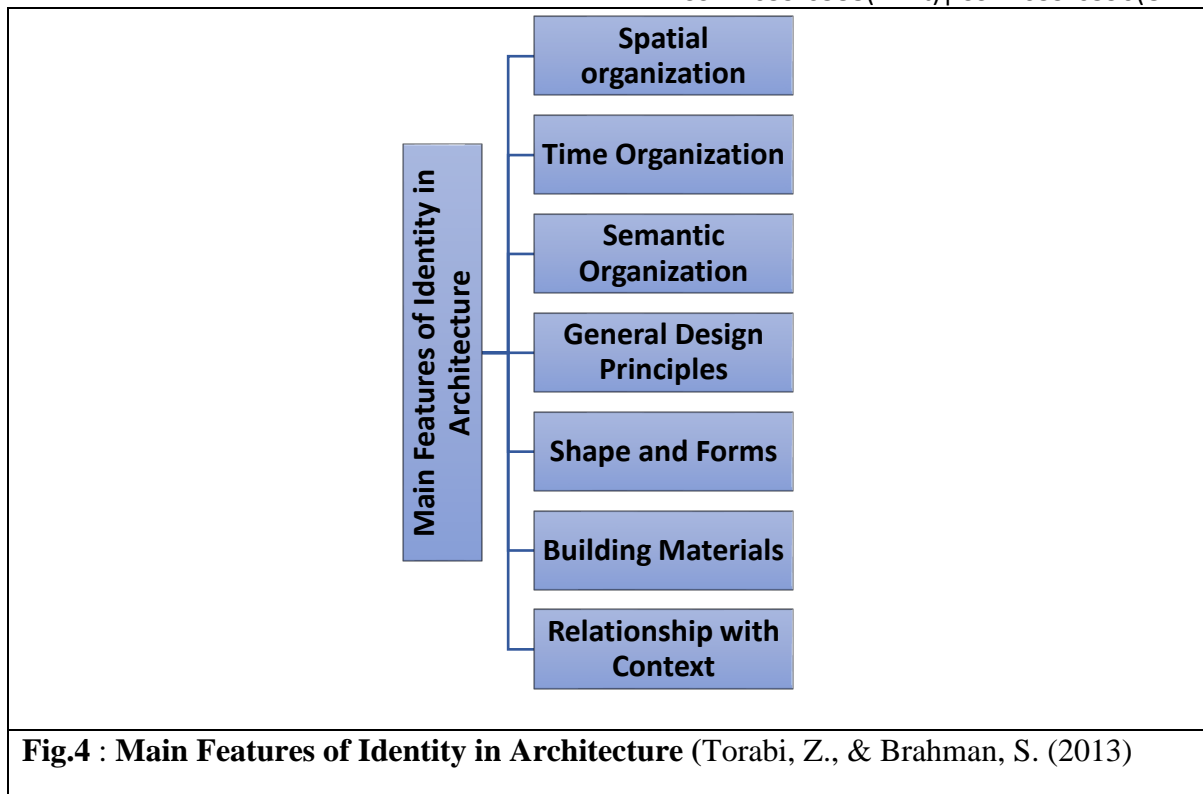 Spatial
organization
Time Organization
Semantic
Organization
General Design
Principles
Shape and Forms
Building Materials
Relationship with
Context
Main Features of Identity in
Architecture
Fig.4 : Main Features of Identity in Architecture (Torabi, Z., & Brahman, S. (2013)